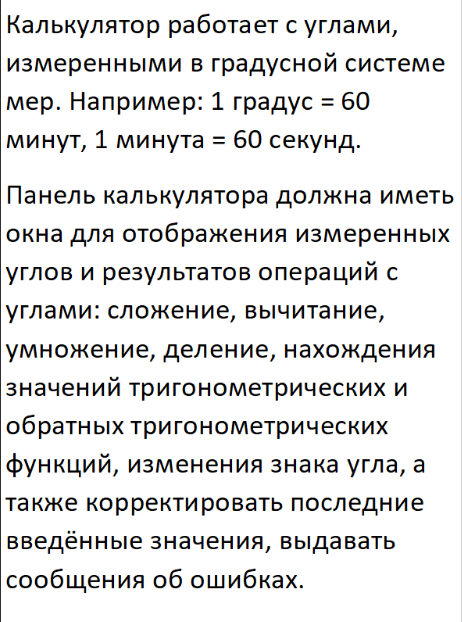 Калькулятор работает с углами,
измеренными в градусной системе
мер. Например: 1 градус = 60
минут, 1 минута = 60 секунд.
Панель калькулятора должна иметь
окна для отображения измеренных
углов и результатов операций с
углами: сложение, вычитание,
умножение, деление, нахождения
значений тригонометрических и
обратных тригонометрических
функций, изменения знака угла, а
также корректировать последние
введённые значения, выдавать
сообщения об ошибках.